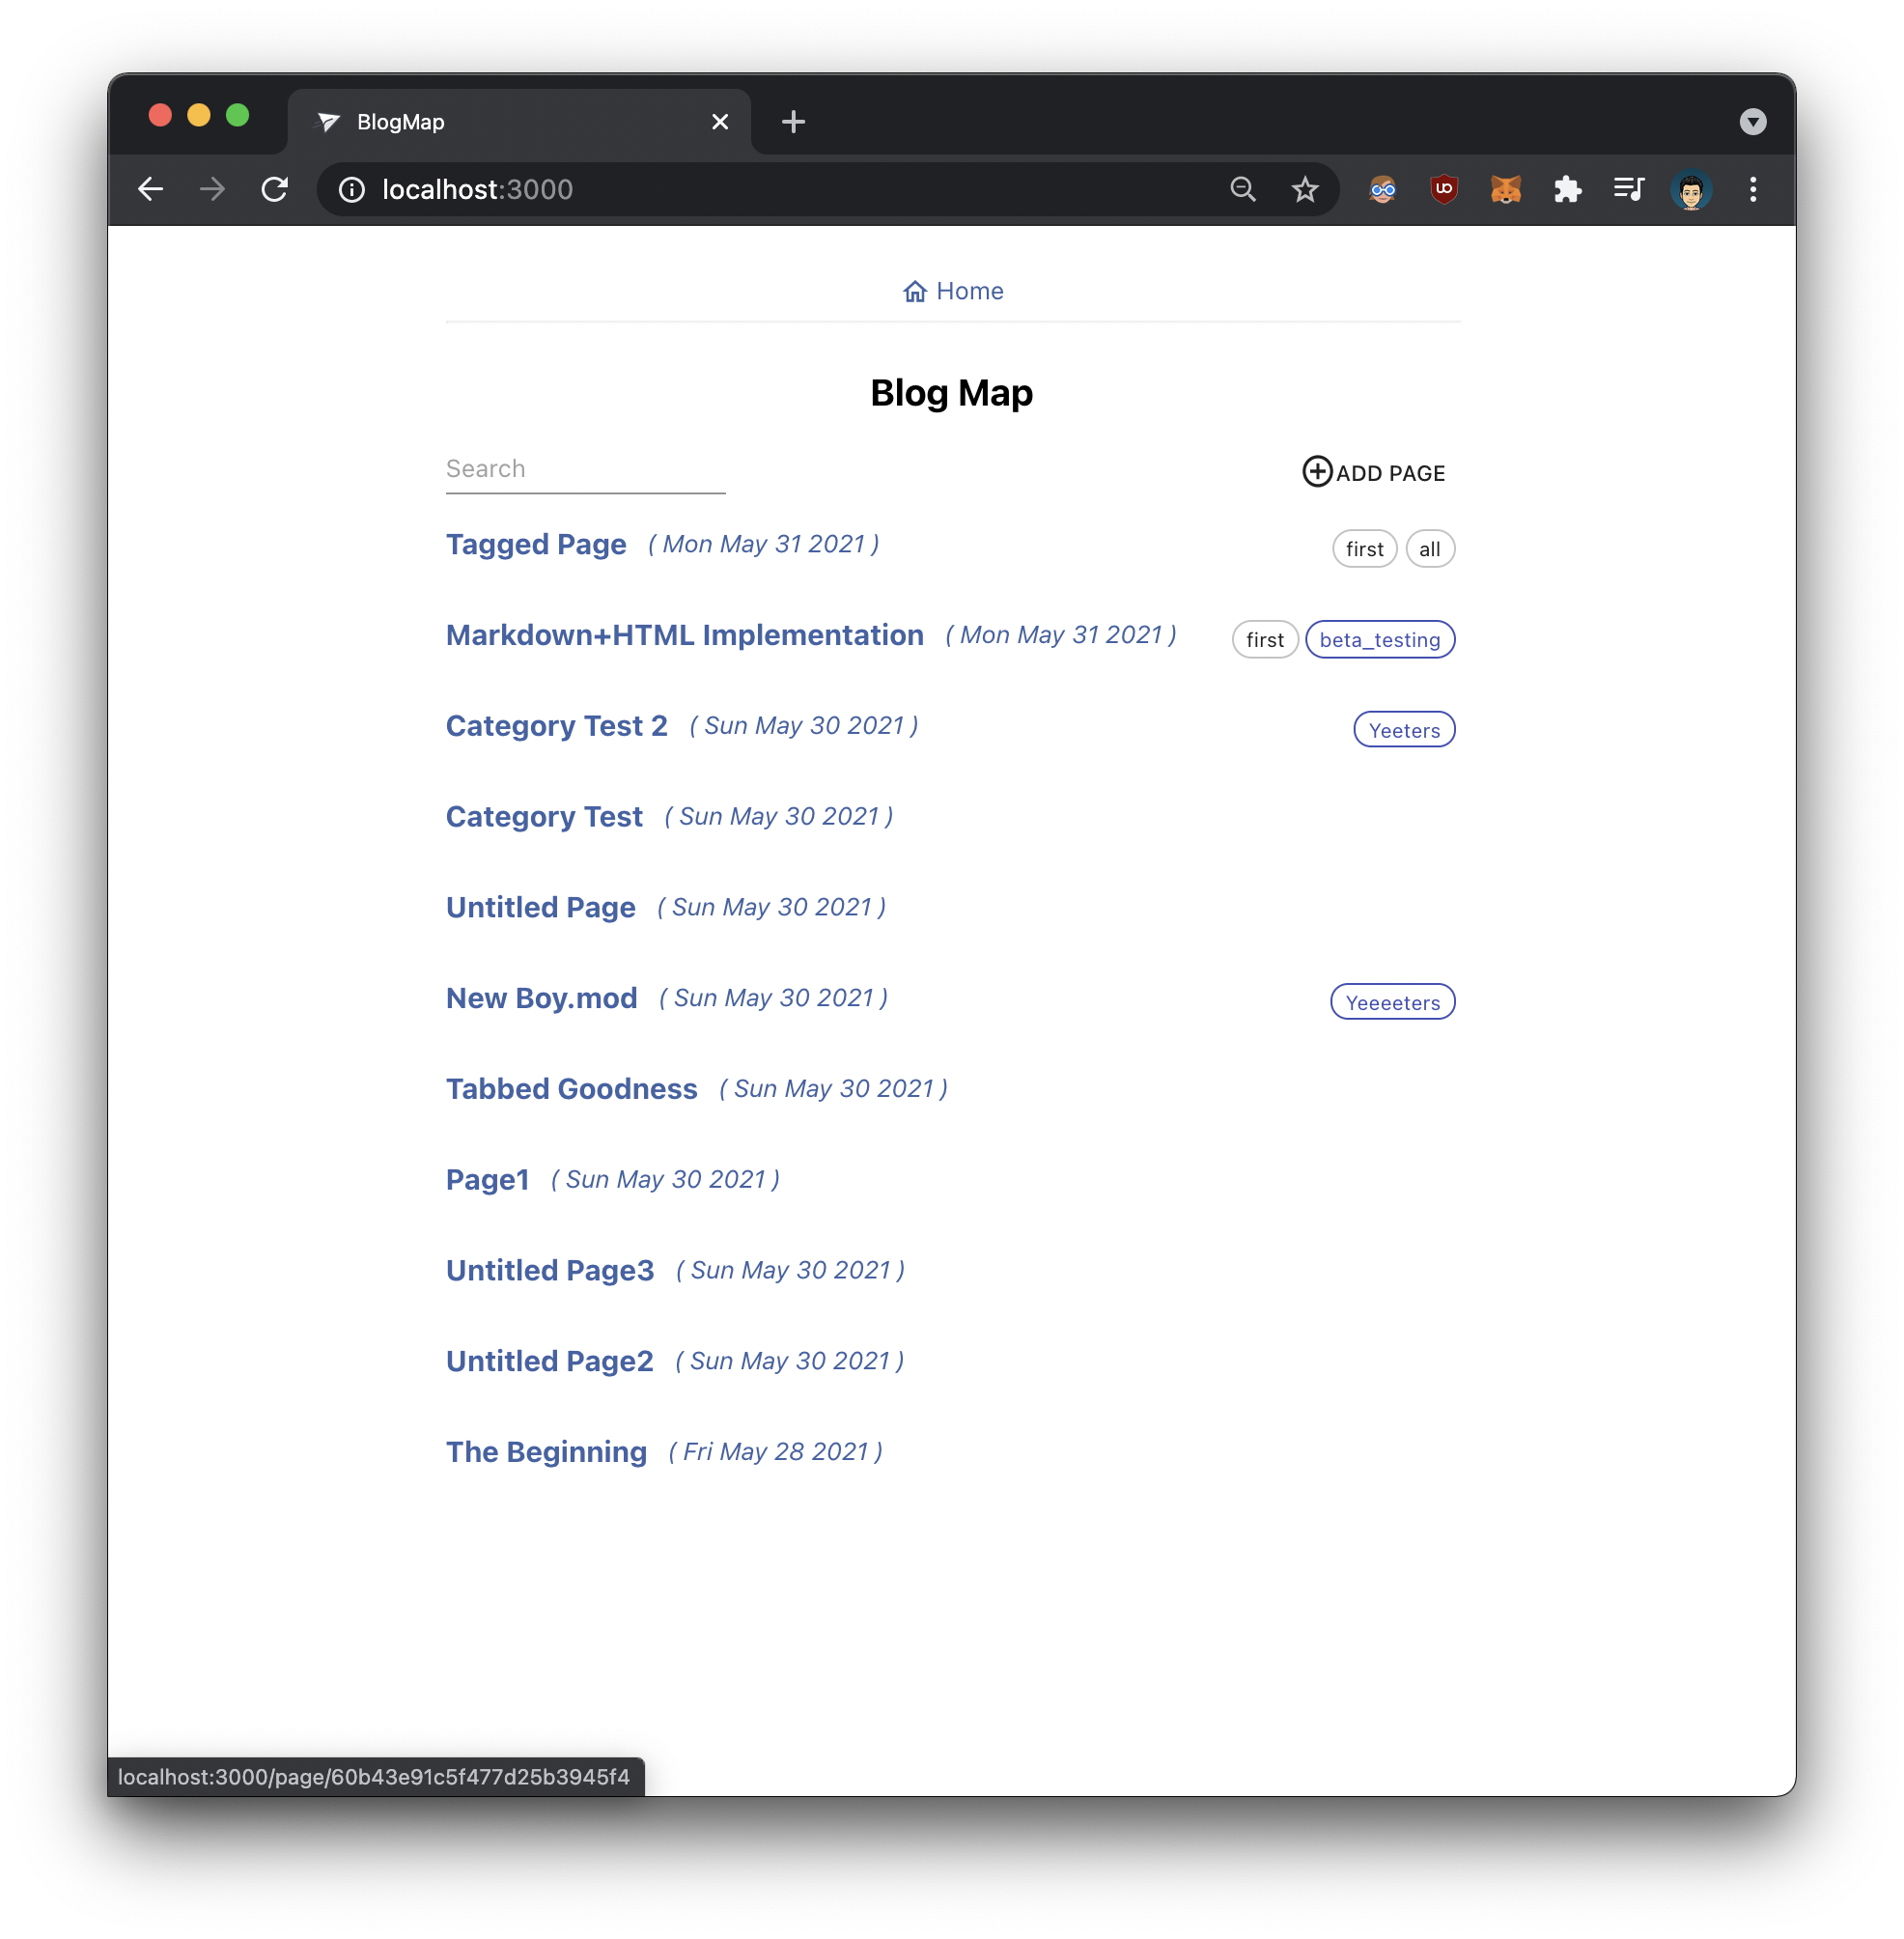 BlogMap
localhost:3000
Home
Blog Map
Search
ADD PAGE
Tagged Page ( Mon May 31 2021 ) first all
Markdown+HTML Implementation ( Mon May 31 2021 ) first beta_testing
Category Test 2 ( Sun May 30 2021 ) Yeeters
Category Test ( Sun May 30 2021 )
Untitled Page ( Sun May 30 2021 )
New Boy.mod ( Sun May 30 2021 ) Yeeeeters
Tabbed Goodness ( Sun May 30 2021 )
Page1 ( Sun May 30 2021 )
Untitled Page3 ( Sun May 30 2021 )
Untitled Page2 ( Sun May 30 2021 )
The Beginning ( Fri May 28 2021 )
localhost:3000/page/60b43e91c5f477d25b3945f4